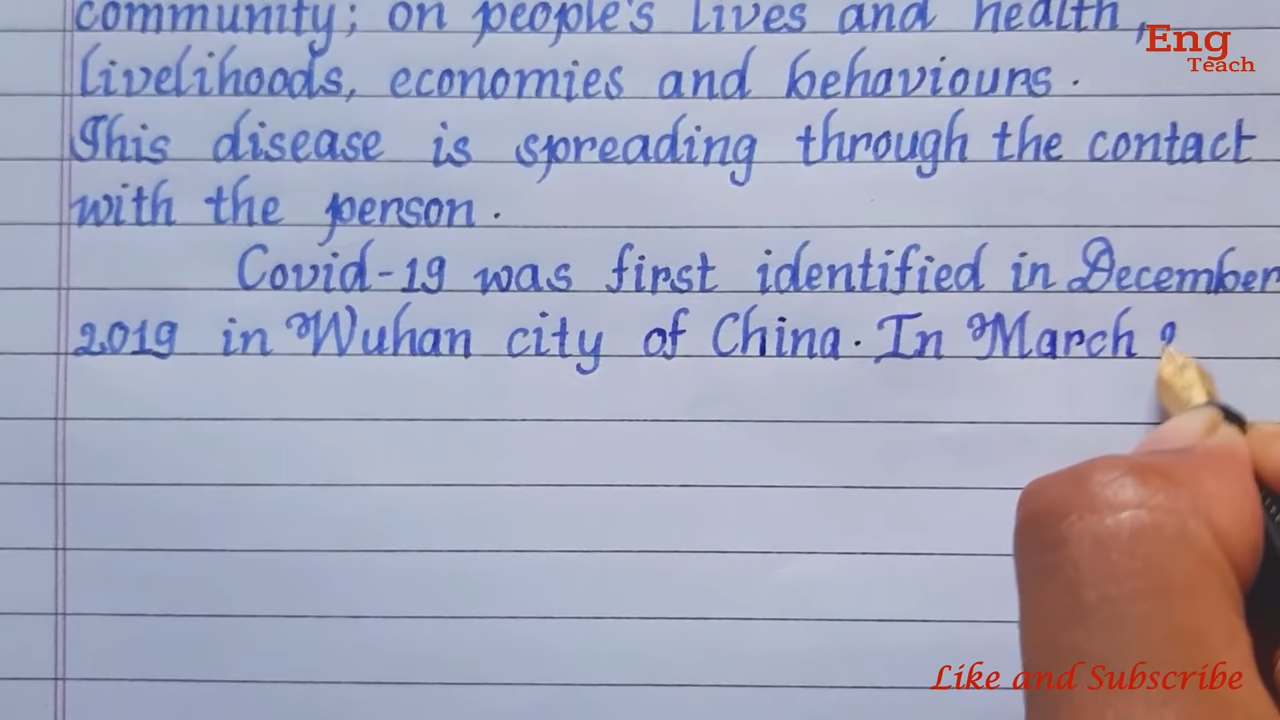 community; on people's lives and health,
Eng
Teach
livelihoods, economies and behaviours.
This disease is spreading through the contact
with the person.
Covid-19 was first identified in December
2019 in Wuhan city of China. In March
Like and Subscribe